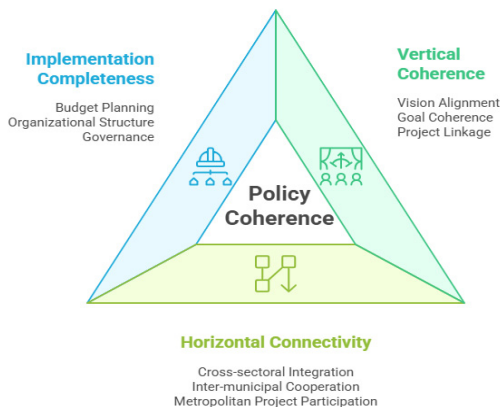 Implementation
Completeness
Budget Planning
Organizational Structure
Governance
Vertical
Coherence
Vision Alignment
Goal Coherence
Project Linkage
Policy
Coherence
Horizontal Connectivity
Cross-sectoral Integration
Inter-municipal Cooperation
Metropolitan Project Participation